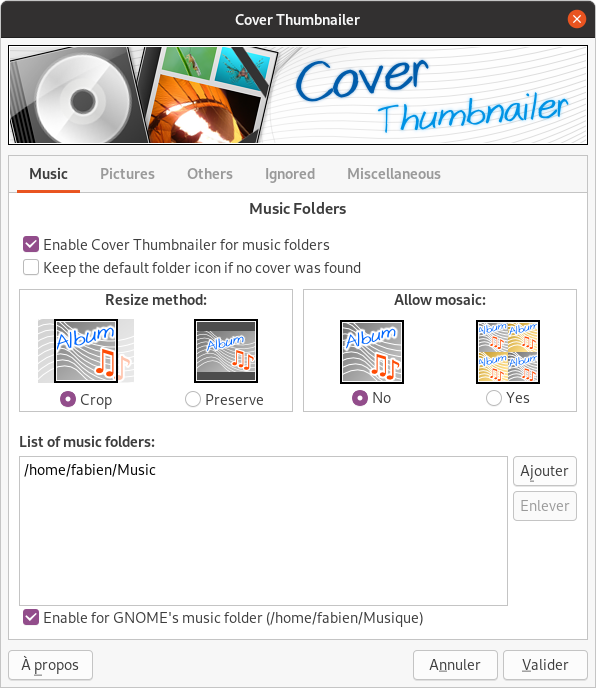 Cover Thumbnailer
Cover
Thumbnailer
Music Pictures Others Ignored Miscellaneous
Music Folders
Enable Cover Thumbnailer for music folders
Keep the default folder icon if no cover was found
Resize method: Allow mosaic:
Album Album Album Album Album Album Album
Crop Preserve No Yes
List of music folders:
/home/fabien/Music
Ajouter
Enlever
Enable for GNOME's music folder (/home/fabien/Musique)
À propos Annuler Valider